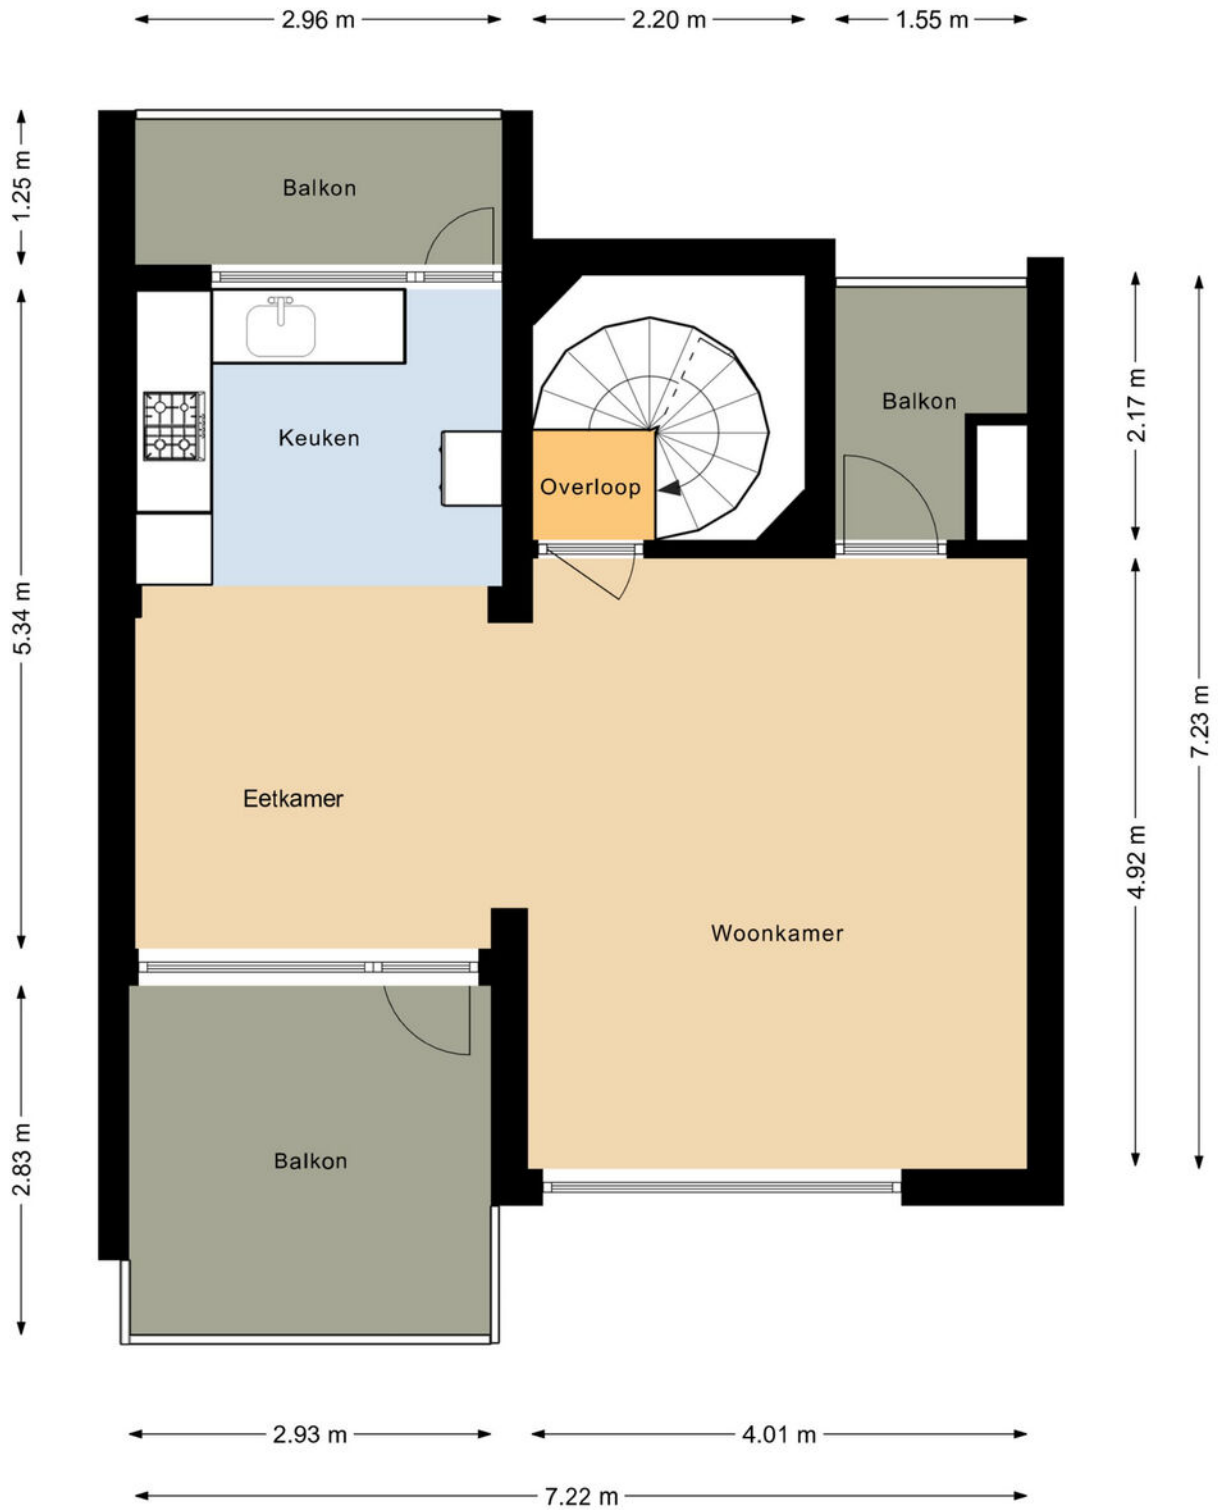 2.96 m
2.20 m
1.55 m
1.25 m
Balkon
Keuken
Overloop
Balkon
2.17 m
5.34 m
7.23 m
Eetkamer
4.92 m
Woonkamer
2.83 m
Balkon
2.93 m
4.01 m
7.22 m